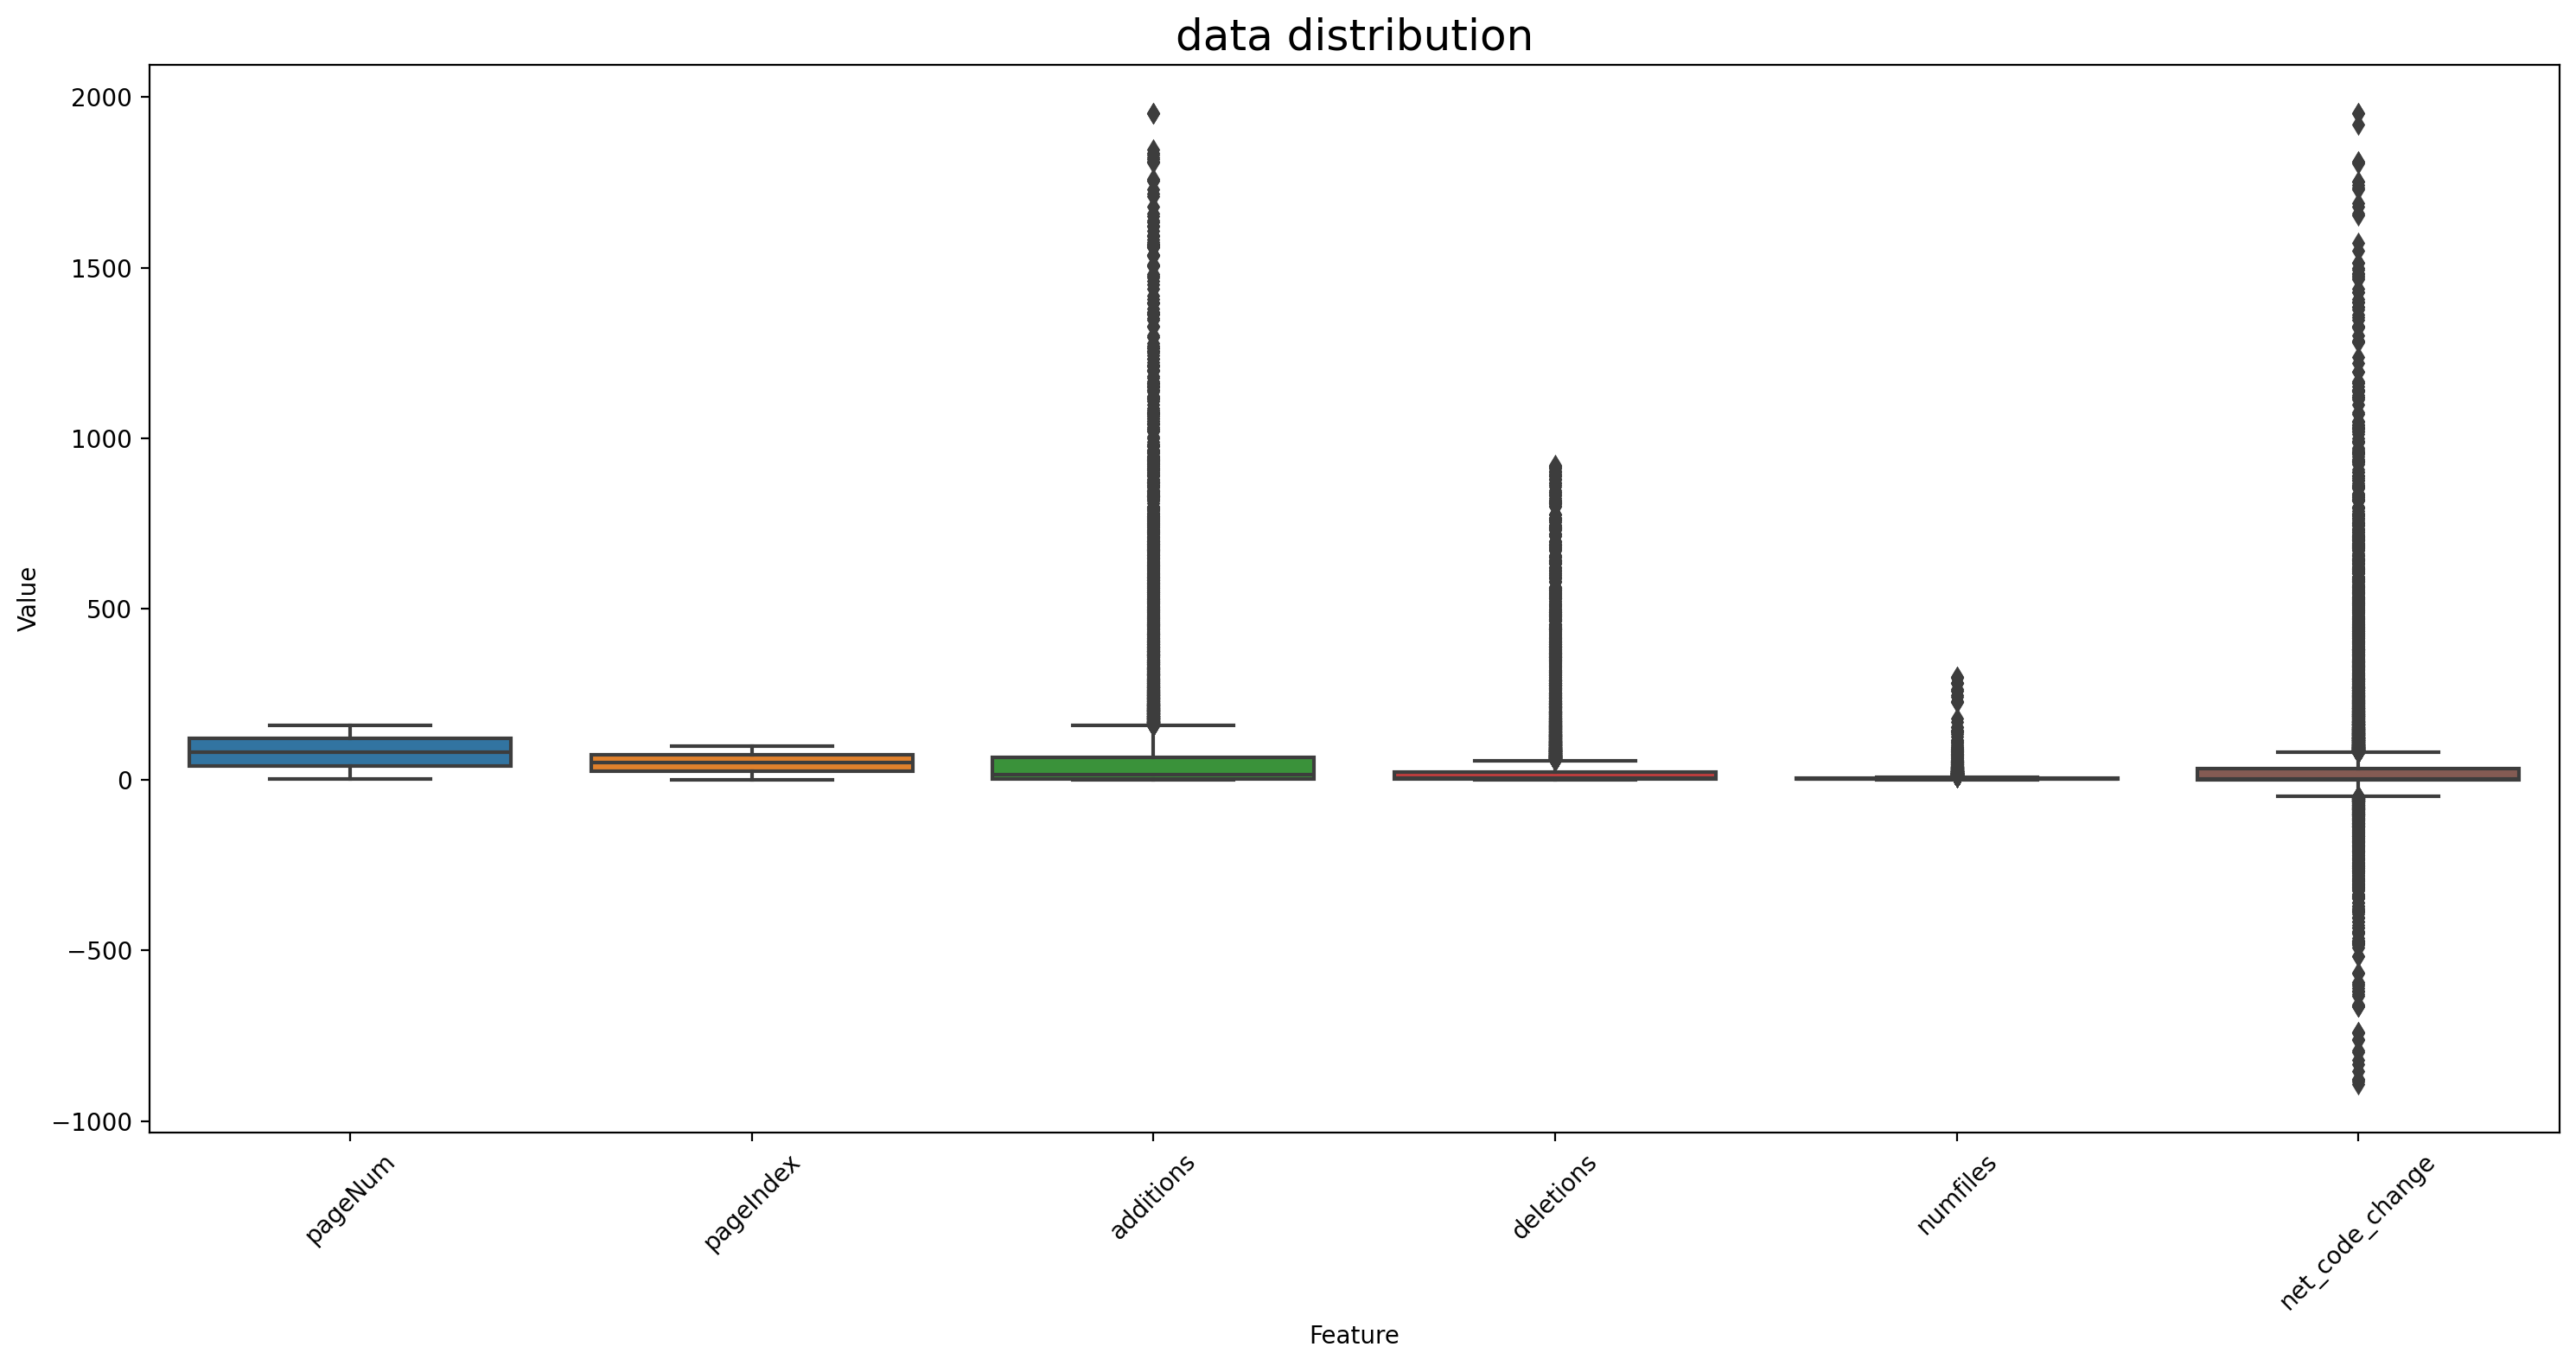 data distribution
2000
1500
1000
500
0
−500
−1000
Value
pageNum
pageIndex
additions
deletions
numfiles
net_code_change
Feature